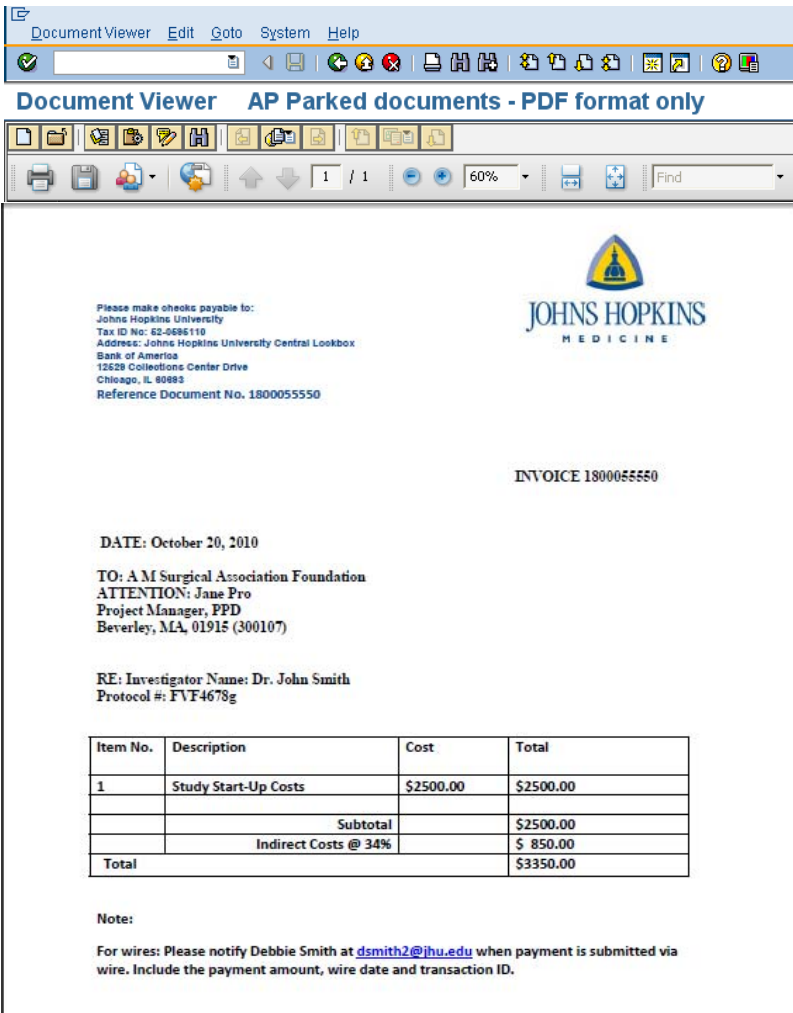 Document Viewer Edit Goto System Help
Document Viewer AP Parked documents - PDF format only
1 / 1 60% Find
JOHNS HOPKINS
MEDICINE
Please make checks payable to:
Johns Hopkins University
Tax ID No: 52-0595110
Address: Johns Hopkins University Central Lockbox
Bank of America
12529 Collections Center Drive
Chicago, IL 60693
Reference Document No. 1800055550
INVOICE 1800055550
DATE: October 20, 2010
TO: A M Surgical Association Foundation
ATTENTION: Jane Pro
Project Manager, PPD
Beverley, MA, 01915 (300107)
RE: Investigator Name: Dr. John Smith
Protocol #: FVF4678g
Item No. Description Cost Total
1 Study Start-Up Costs $2500.00 $2500.00
Subtotal $2500.00
Indirect Costs @ 34% $ 850.00
Total $3350.00
Note:
For wires: Please notify Debbie Smith at dsmith2@jhu.edu when payment is submitted via
wire. Include the payment amount, wire date and transaction ID.